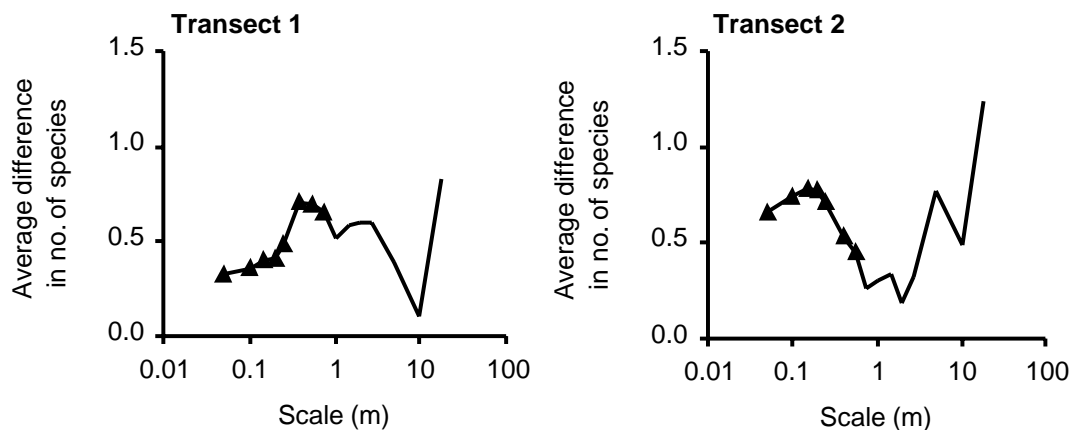 Transect 1
Average difference
in no. of species
1.5
1.0
0.5
0.0
0.01 0.1 1 10 100
Scale (m)
Transect 2
Average difference
in no. of species
1.5
1.0
0.5
0.0
0.01 0.1 1 10 100
Scale (m)